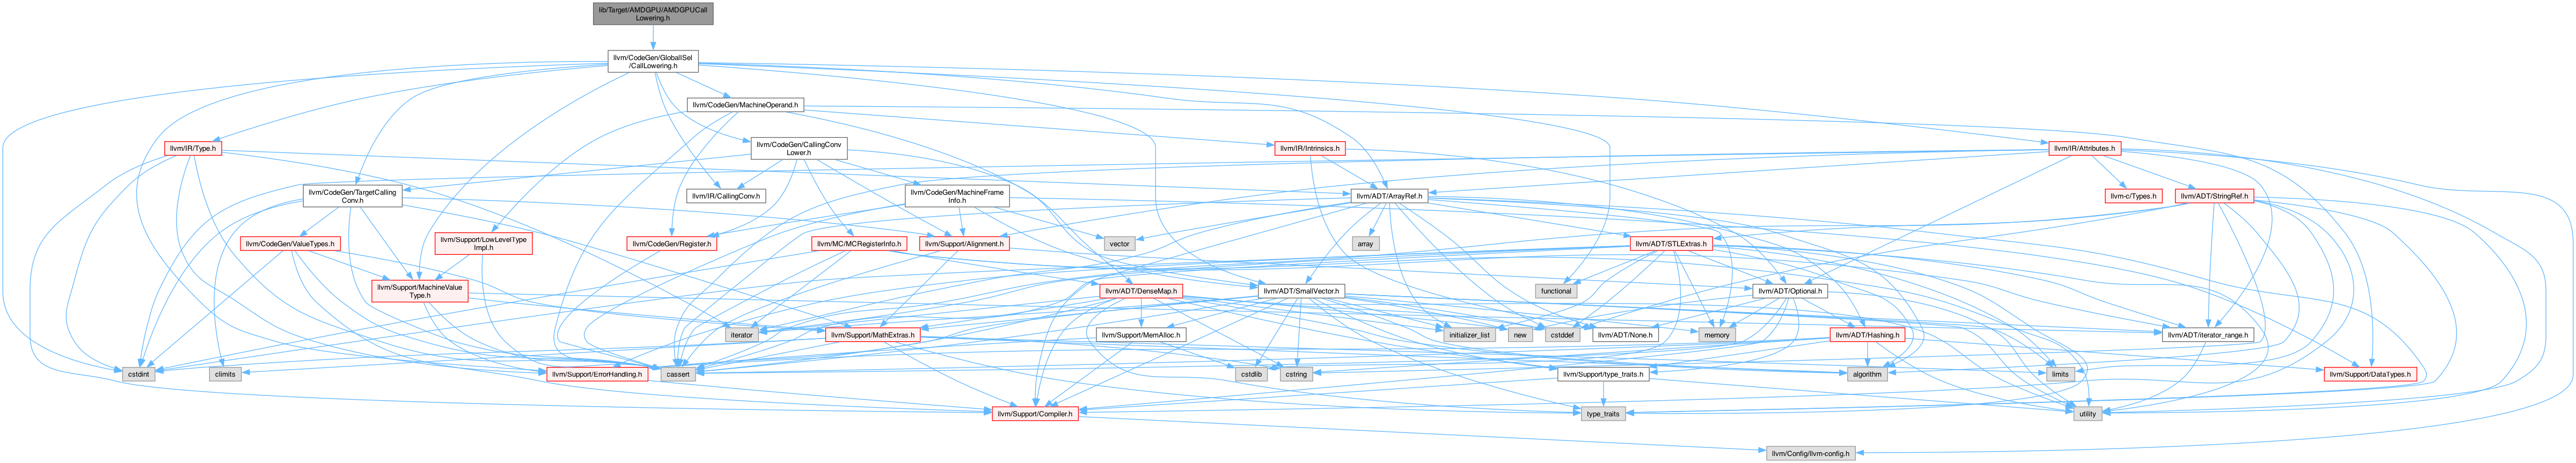 lib/Target/AMDGPU/AMDGPUCall
Lowering.h
llvm/CodeGen/GlobalISel
/CallLowering.h
llvm/CodeGen/MachineOperand.h
llvm/IR/Type.h
llvm/CodeGen/CallingConv
Lower.h
llvm/IR/Intrinsics.h
llvm/IR/Attributes.h
llvm/CodeGen/TargetCalling
Conv.h
llvm/IR/CallingConv.h
llvm/CodeGen/MachineFrame
Info.h
llvm/ADT/ArrayRef.h
llvm-c/Types.h
llvm/ADT/StringRef.h
llvm/CodeGen/ValueTypes.h
llvm/Support/LowLevelType
Impl.h
llvm/CodeGen/Register.h
llvm/MC/MCRegisterInfo.h
llvm/Support/Alignment.h
vector
array
llvm/ADT/STLExtras.h
llvm/Support/MachineValue
Type.h
llvm/ADT/DenseMap.h
llvm/ADT/SmallVector.h
functional
llvm/ADT/Optional.h
iterator
llvm/Support/MathExtras.h
llvm/Support/MemAlloc.h
initializer_list
new
cstddef
llvm/ADT/None.h
memory
llvm/ADT/Hashing.h
llvm/ADT/iterator_range.h
cstdint
climits
llvm/Support/ErrorHandling.h
cassert
cstdlib
cstring
llvm/Support/type_traits.h
algorithm
limits
llvm/Support/DataTypes.h
llvm/Support/Compiler.h
type_traits
utility
llvm/Config/llvm-config.h